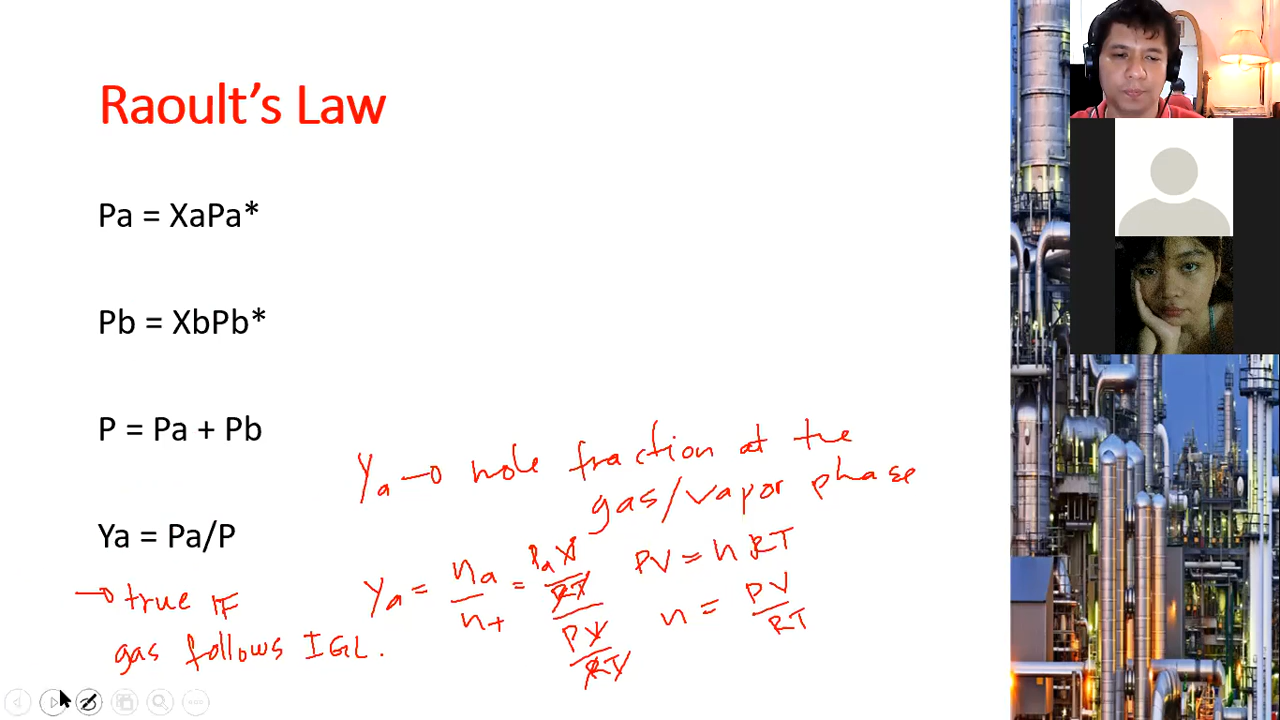 Raoult's Law
Pa = XaPa*
Pb = XbPb*
P = Pa + Pb
Ya → mole fraction at the
gas/vapor phase
Ya = Pa/P
→ true if
gas follows IGL.
Ya = na/nt = (PaV/RT)/(PV/RT)
PV = nRT
n = PV/RT